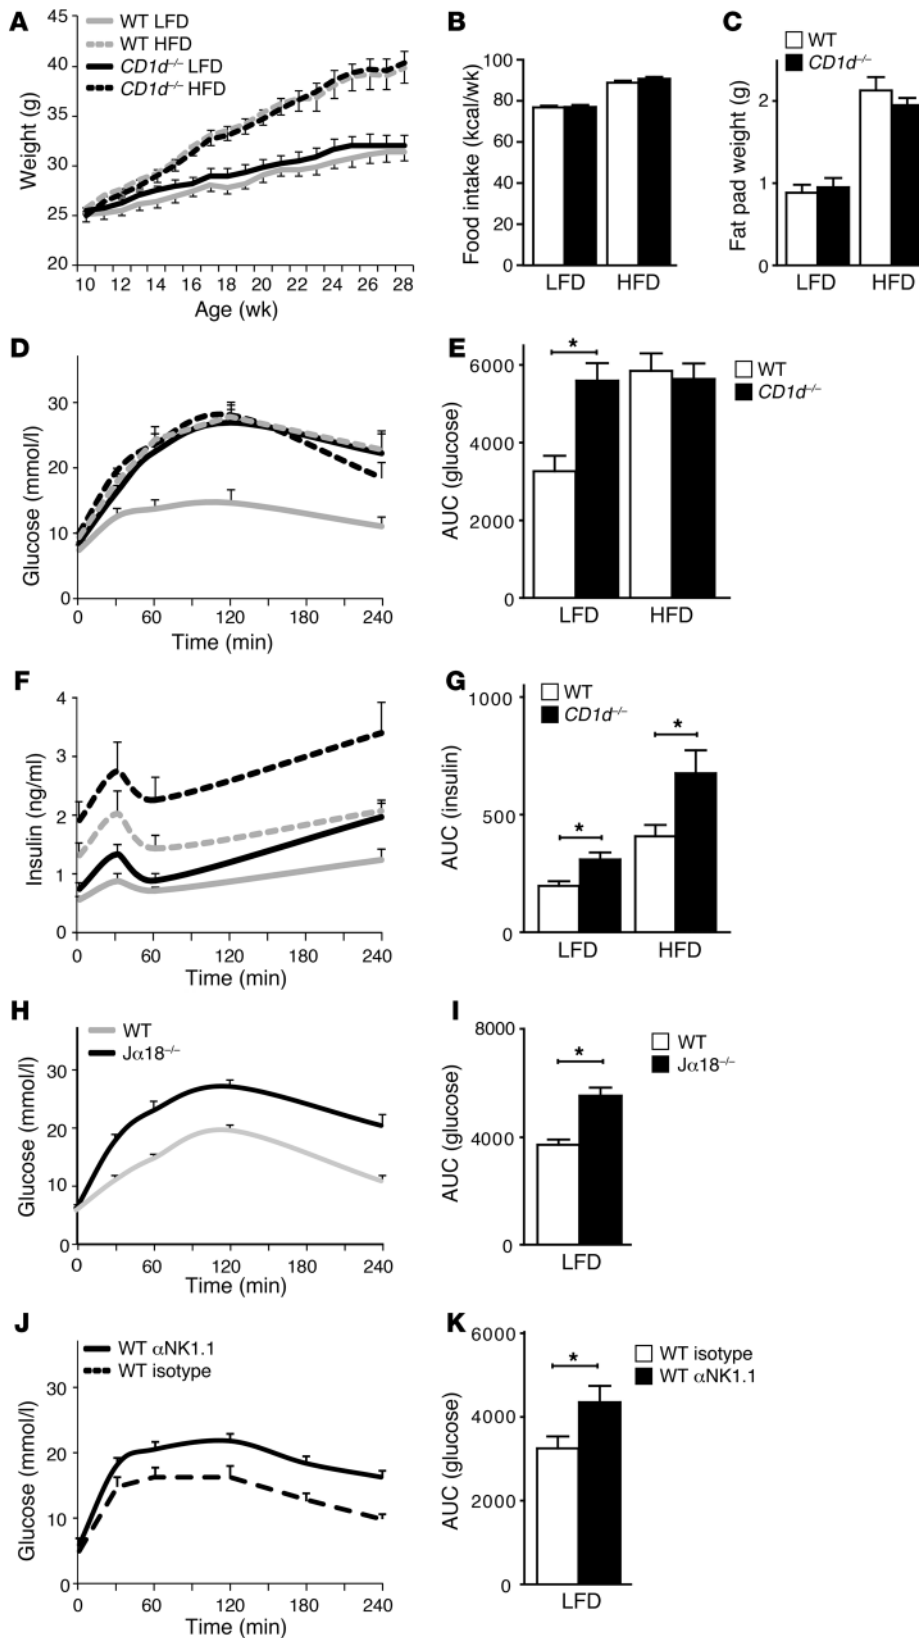 A
WT LFD
WT HFD
CD1d–/– LFD
CD1d–/– HFD
Weight (g)
45
40
35
30
25
20
10 12 14 16 18 20 22 24 26 28
Age (wk)
B
Food intake (kcal/wk)
100
80
60
40
20
0
LFD HFD
C
WT
CD1d–/–
Fat pad weight (g)
2
1
0
LFD HFD
D
Glucose (mmol/l)
30
20
10
0
0 60 120 180 240
Time (min)
E
*
WT
CD1d–/–
AUC (glucose)
6000
4000
2000
0
LFD HFD
F
Insulin (ng/ml)
4
3
2
1
0
0 60 120 180 240
Time (min)
G
WT
CD1d–/–
*
*
AUC (insulin)
1000
500
0
LFD HFD
H
WT
Jα18–/–
Glucose (mmol/l)
30
20
10
0
0 60 120 180 240
Time (min)
I
WT
Jα18–/–
*
AUC (glucose)
8000
4000
0
LFD
J
WT αNK1.1
WT isotype
Glucose (mmol/l)
30
20
10
0
0 60 120 180 240
Time (min)
K
WT isotype
WT αNK1.1
*
AUC (glucose)
6000
4000
2000
0
LFD